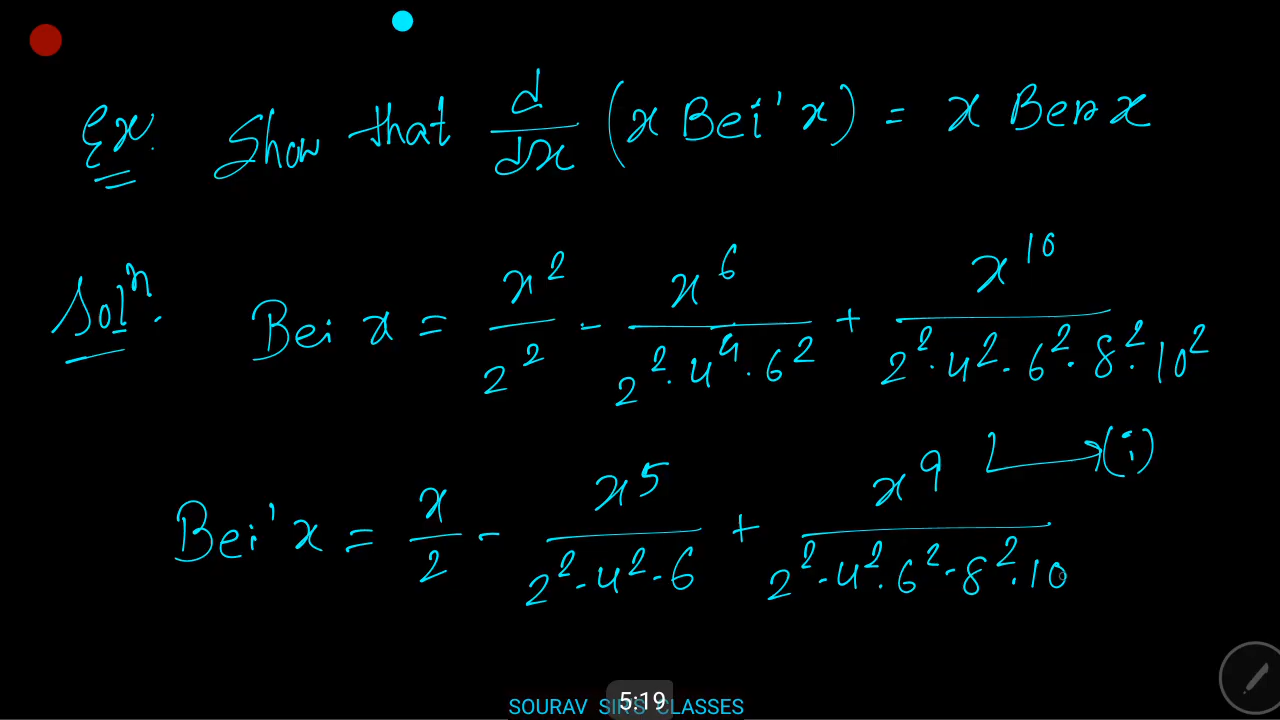 Ex. Show that d/dx (x Bei' x) = x Ber x
Solⁿ. Bei x = x²/2² - x⁶/(2²·4⁴·6²) + x¹⁰/(2²·4²·6²·8²·10²)
→ (i)
Bei' x = x/2 - x⁵/(2²·4²·6) + x⁹/(2²·4²·6²·8²·10)
SOURAV SIR'S CLASSES
5:19